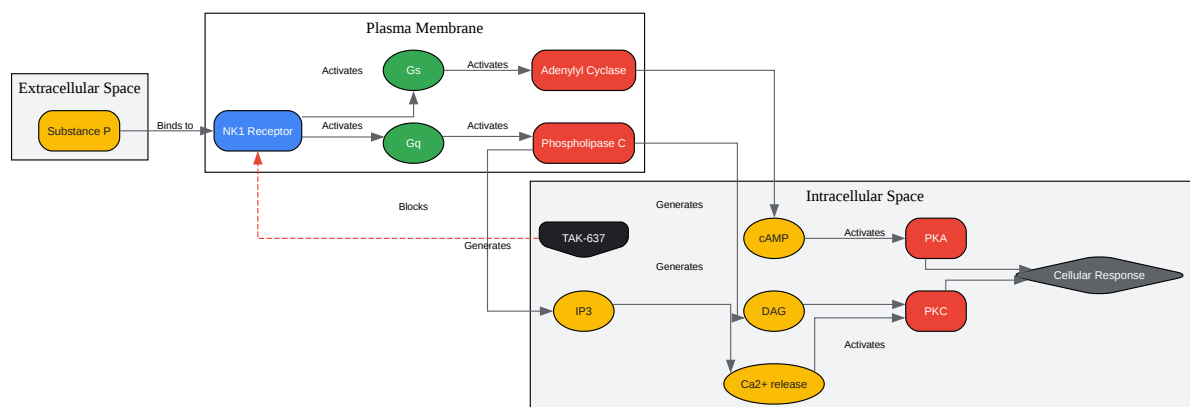 Plasma Membrane
Extracellular Space
Substance P
Binds to
NK1 Receptor
Activates
Gs
Activates
Adenylyl Cyclase
Activates
Gq
Activates
Phospholipase C
Intracellular Space
Blocks
Generates
TAK-637
Generates
cAMP
Activates
PKA
Generates
Cellular Response
IP3
DAG
PKC
Activates
Ca2+ release